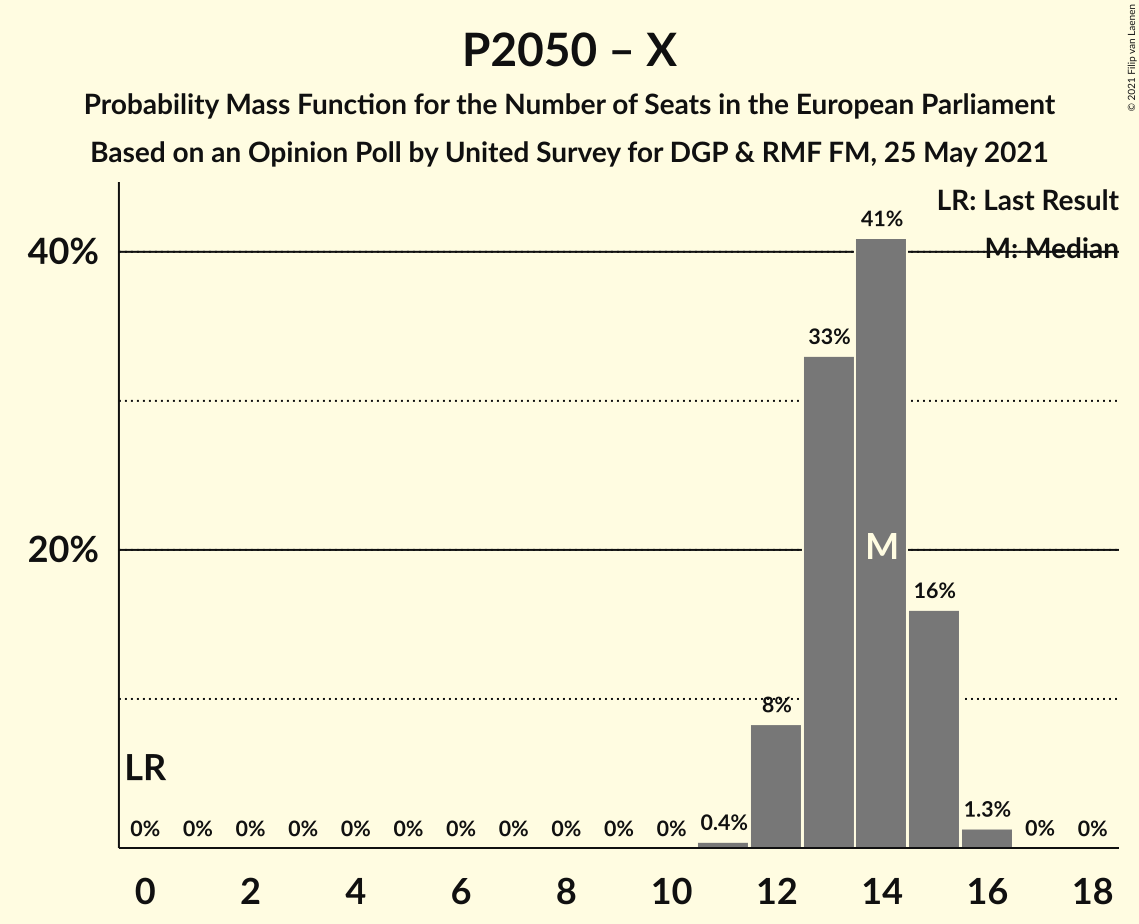 P2050 – X
Probability Mass Function for the Number of Seats in the European Parliament
Based on an Opinion Poll by United Survey for DGP & RMF FM, 25 May 2021
© 2021 Filip van Laenen
LR: Last Result
M: Median
40%
20%
41%
33%
M
16%
8%
LR
0% 0% 0% 0% 0% 0% 0% 0% 0% 0% 0% 0.4% 1.3% 0% 0%
0 2 4 6 8 10 12 14 16 18